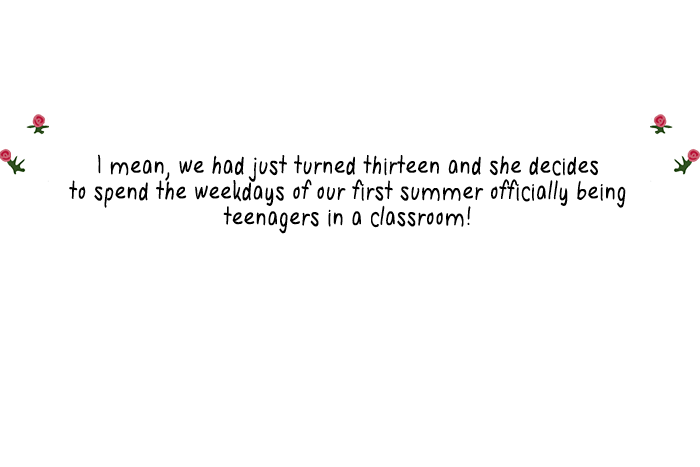 I mean, we had just turned thirteen and she decides
to spend the weekdays of our first summer officially being
teenagers in a classroom!